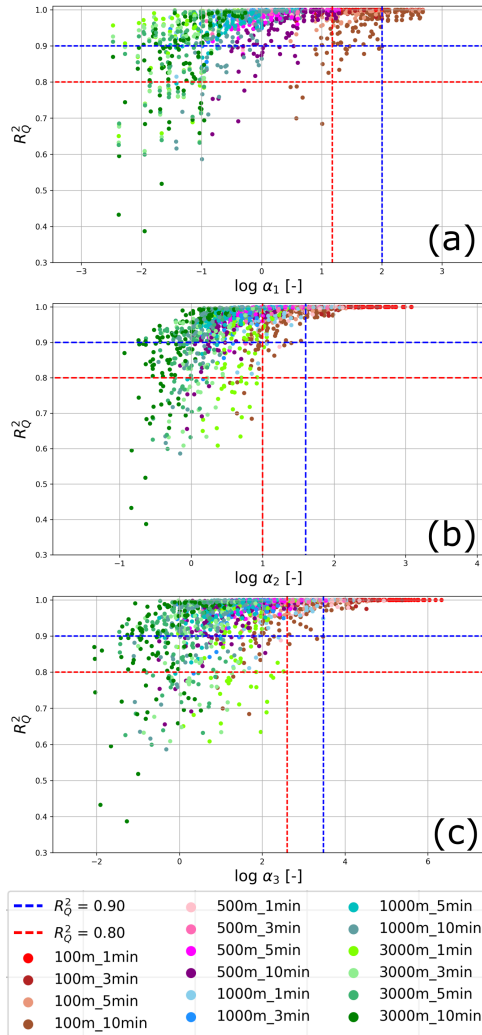 1.0
0.9
0.8
0.7
0.6
0.5
0.4
0.3
R²_Q
−3 −2 −1 0 1 2 3
log α₁ [-]
(a)
1.0
0.9
0.8
0.7
0.6
0.5
0.4
0.3
R²_Q
−1 0 1 2 3 4
log α₂ [-]
(b)
1.0
0.9
0.8
0.7
0.6
0.5
0.4
0.3
R²_Q
−2 0 2 4 6
log α₃ [-]
(c)
R²_Q = 0.90
R²_Q = 0.80
100m_1min
100m_3min
100m_5min
100m_10min
500m_1min
500m_3min
500m_5min
500m_10min
1000m_1min
1000m_3min
1000m_5min
1000m_10min
3000m_1min
3000m_3min
3000m_5min
3000m_10min